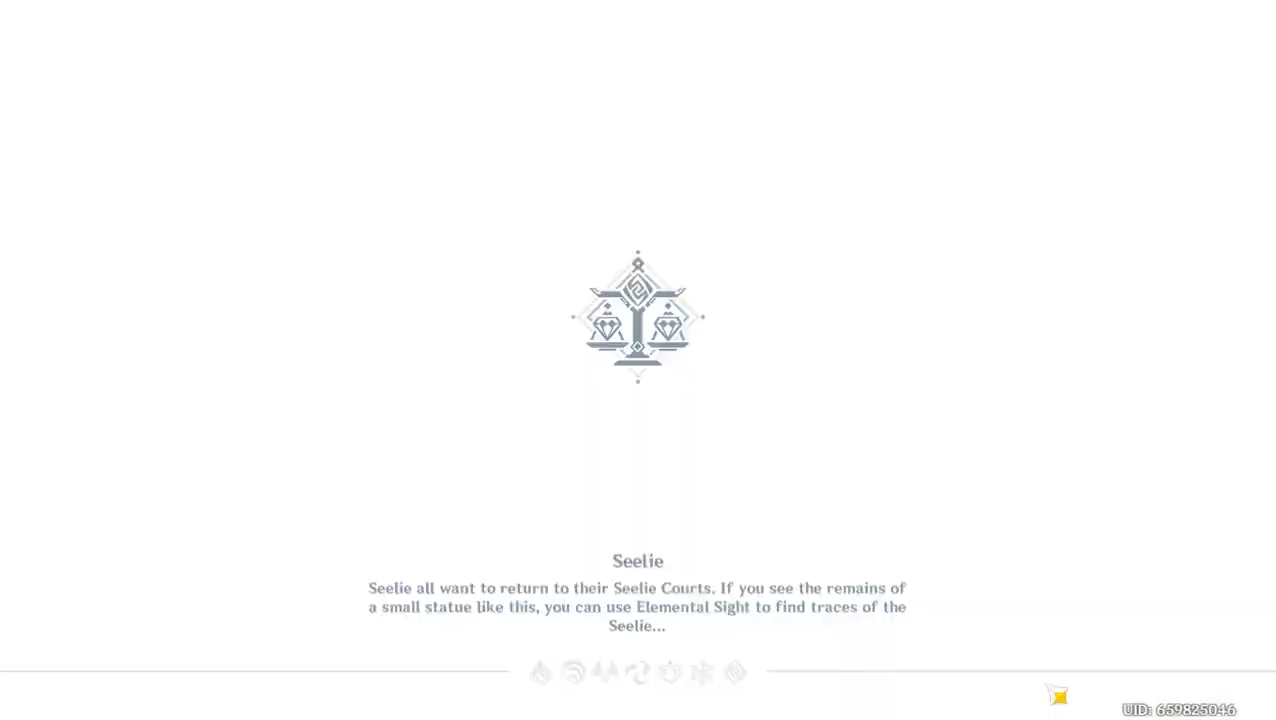 Seelie
Seelie all want to return to their Seelie Courts. If you see the remains of
a small statue like this, you can use Elemental Sight to find traces of the
Seelie...
UID: 659825046